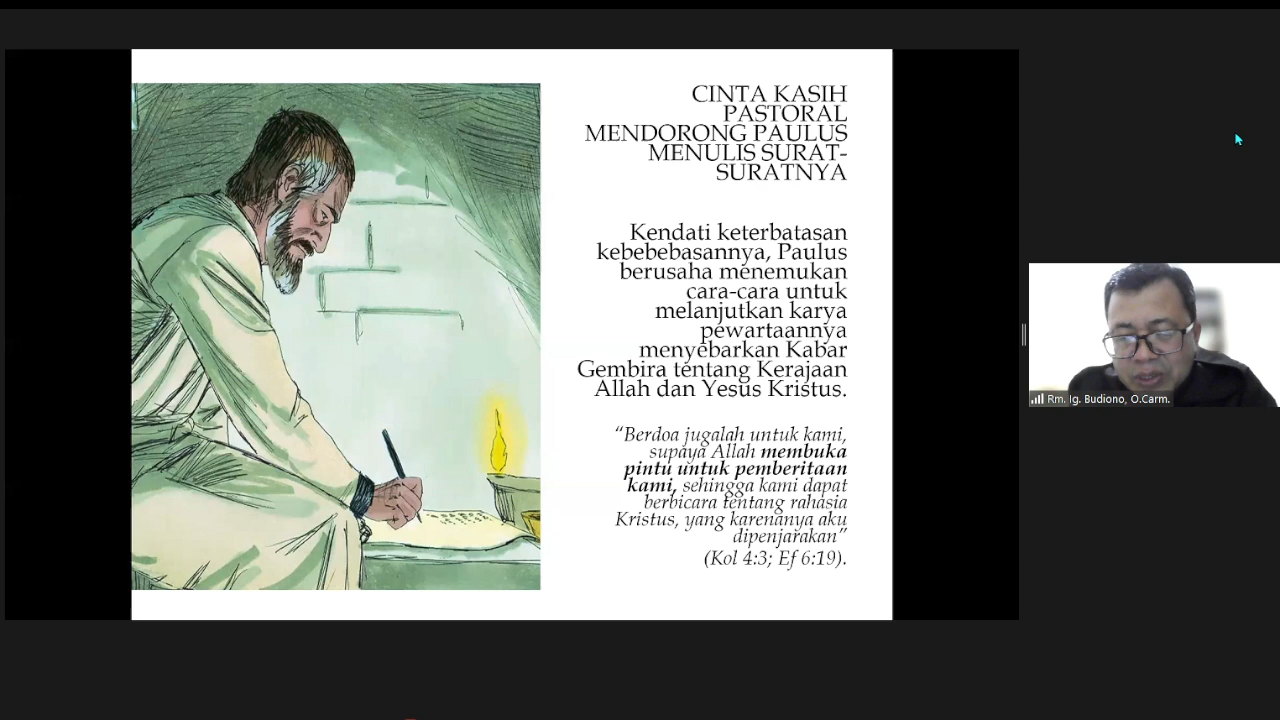 CINTA KASIH
PASTORAL
MENDORONG PAULUS
MENULIS SURAT-
SURATNYA
Kendati keterbatasan
kebebebasannya, Paulus
berusaha menemukan
cara-cara untuk
melanjutkan karya
pewartaannya
menyebarkan Kabar
Gembira tentang Kerajaan
Allah dan Yesus Kristus.
“Berdoa jugalah untuk kami,
supaya Allah membuka
pintu untuk pemberitaan
kami, sehingga kami dapat
berbicara tentang rahasia
Kristus, yang karenanya aku
dipenjarakan”
(Kol 4:3; Ef 6:19).
Rm. Ig. Budiono, O.Carm.